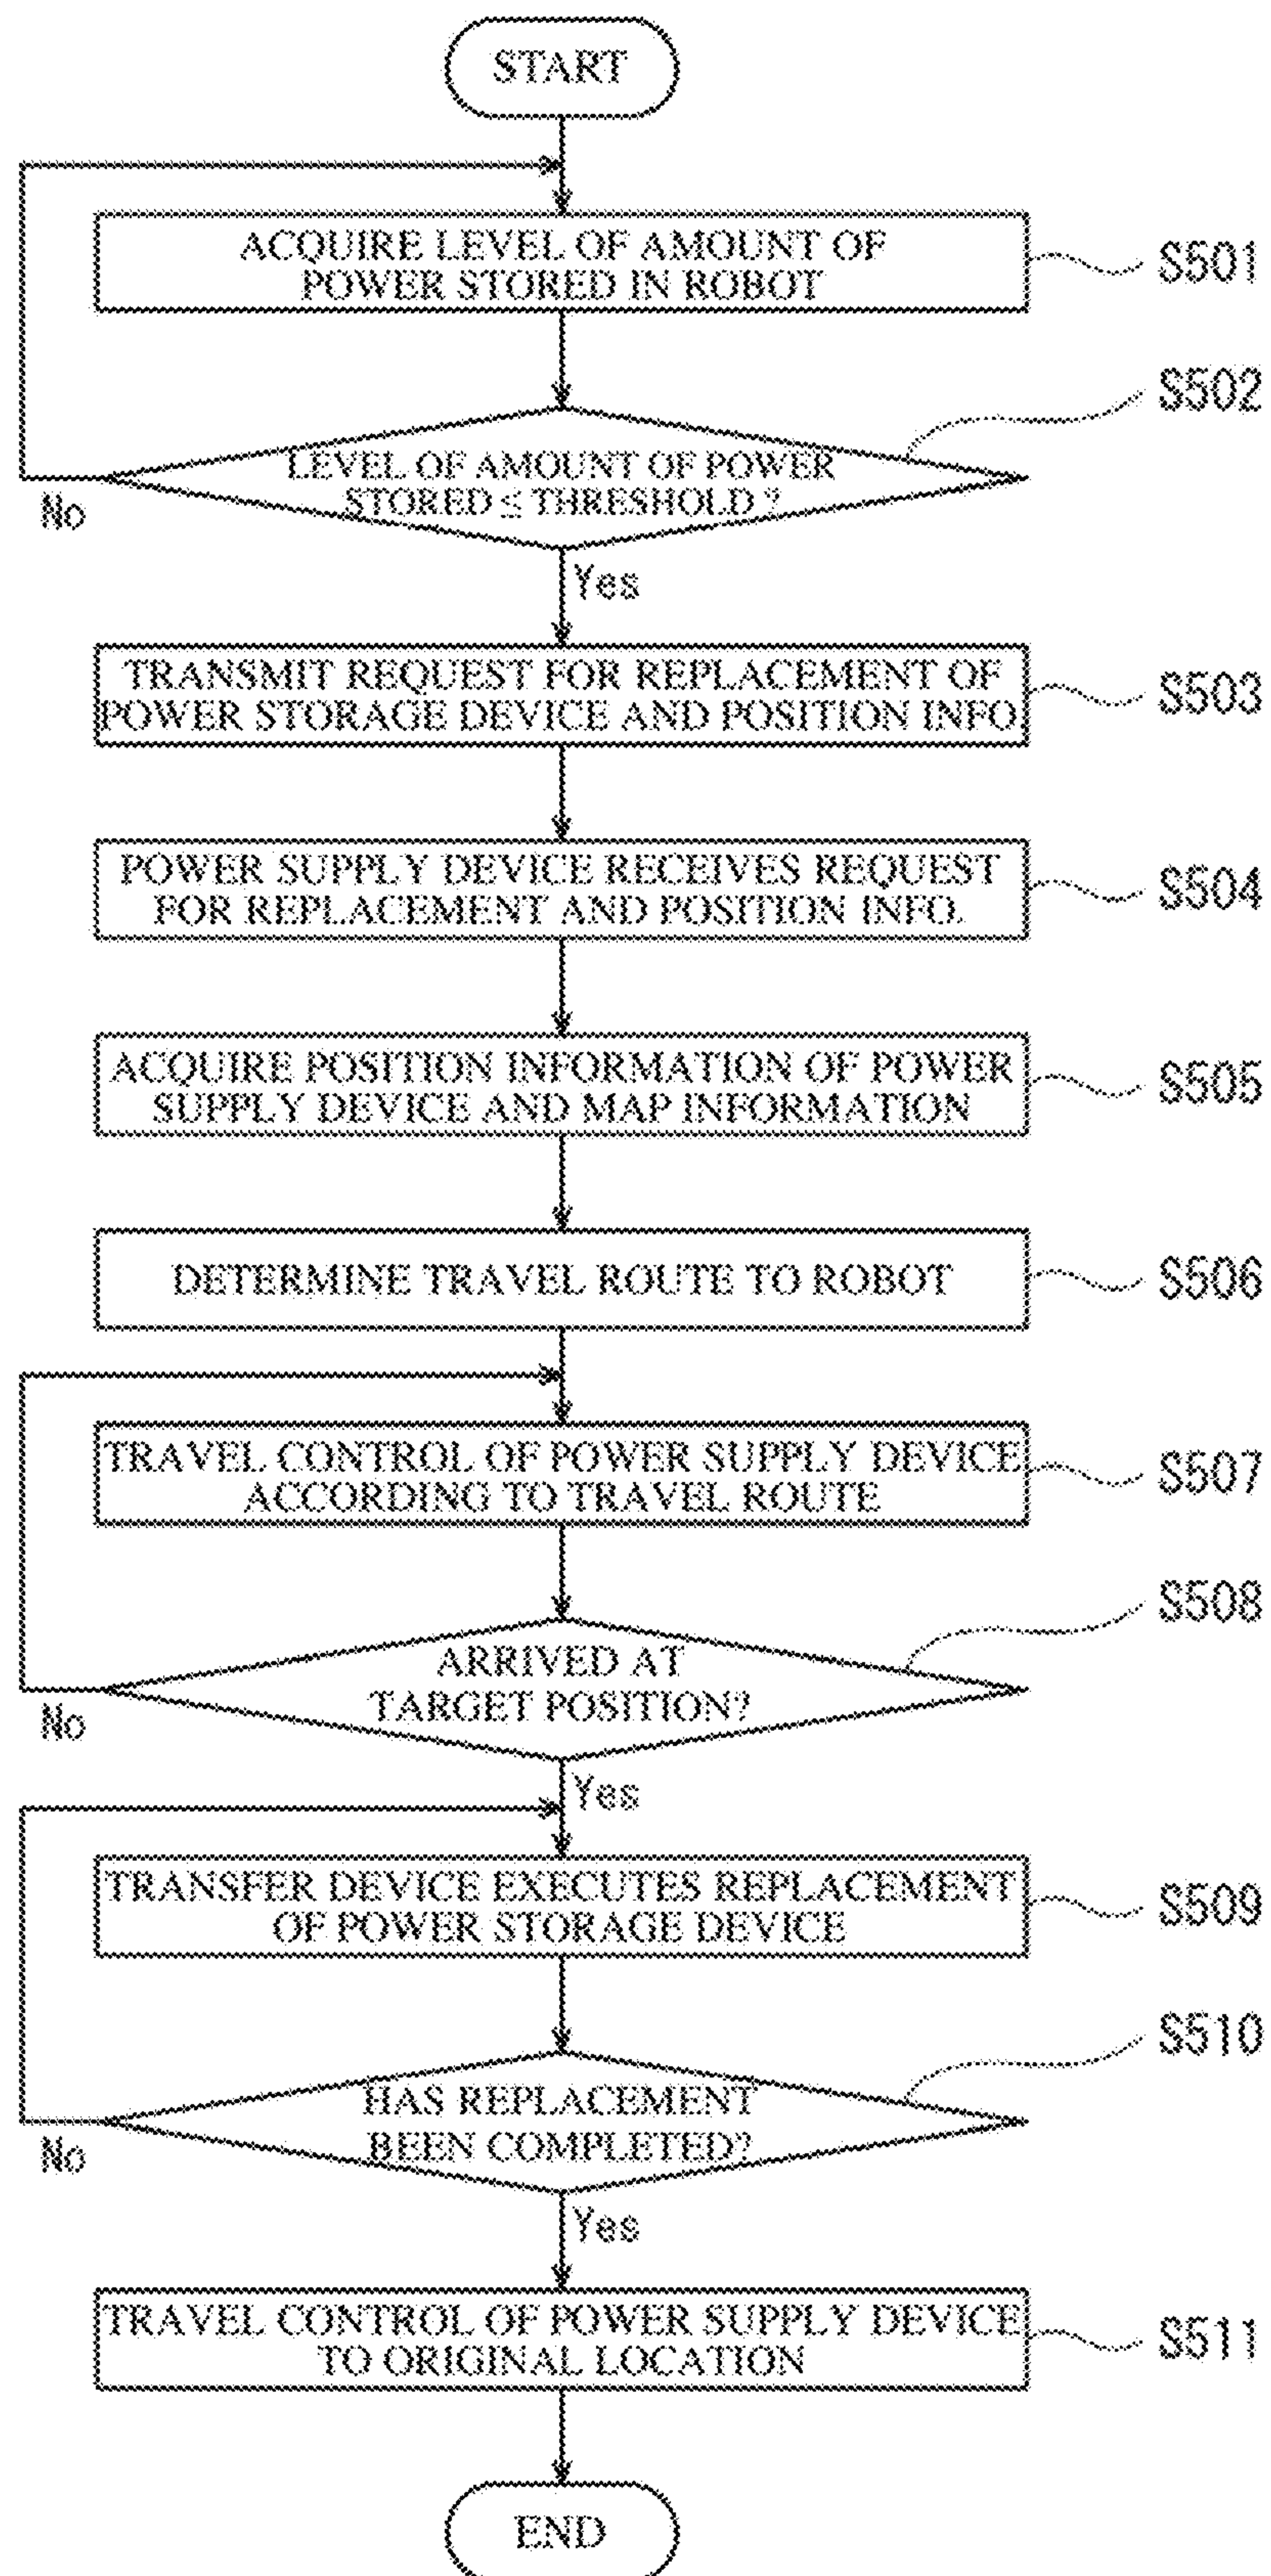 START
ACQUIRE LEVEL OF AMOUNT OF
POWER STORED IN ROBOT
S501
S502
LEVEL OF AMOUNT OF POWER
STORED ≦ THRESHOLD ?
No
Yes
TRANSMIT REQUEST FOR REPLACEMENT OF
POWER STORAGE DEVICE AND POSITION INFO.
S503
POWER SUPPLY DEVICE RECEIVES REQUEST
FOR REPLACEMENT AND POSITION INFO.
S504
ACQUIRE POSITION INFORMATION OF POWER
SUPPLY DEVICE AND MAP INFORMATION
S505
DETERMINE TRAVEL ROUTE TO ROBOT
S506
TRAVEL CONTROL OF POWER SUPPLY DEVICE
ACCORDING TO TRAVEL ROUTE
S507
S508
ARRIVED AT
TARGET POSITION?
No
Yes
TRANSFER DEVICE EXECUTES REPLACEMENT
OF POWER STORAGE DEVICE
S509
S510
HAS REPLACEMENT
BEEN COMPLETED?
No
Yes
TRAVEL CONTROL OF POWER SUPPLY DEVICE
TO ORIGINAL LOCATION
S511
END